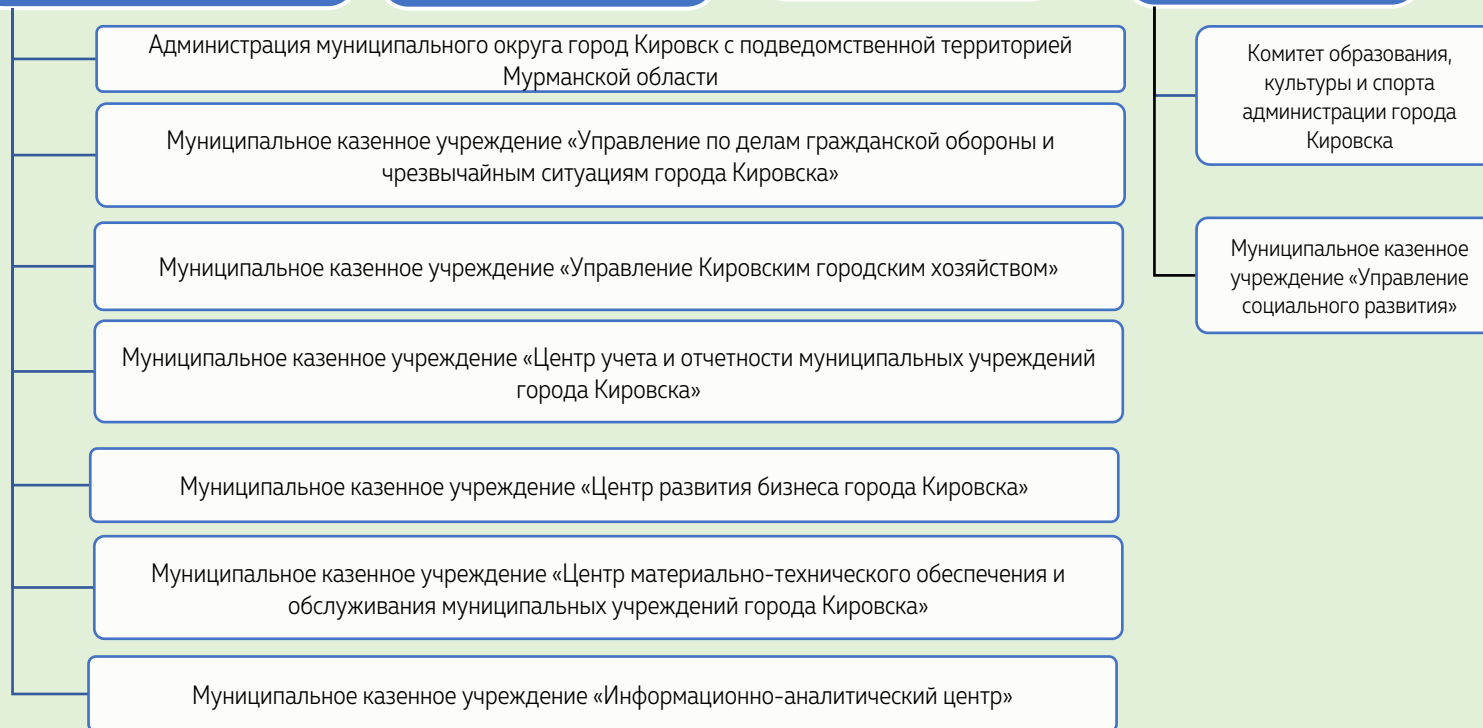 Администрация муниципального округа город Кировск с подведомственной территорией
Мурманской области
Муниципальное казенное учреждение «Управление по делам гражданской обороны и
чрезвычайным ситуациям города Кировска»
Муниципальное казенное учреждение «Управление Кировским городским хозяйством»
Муниципальное казенное учреждение «Центр учета и отчетности муниципальных учреждений
города Кировска»
Муниципальное казенное учреждение «Центр развития бизнеса города Кировска»
Муниципальное казенное учреждение «Центр материально-технического обеспечения и
обслуживания муниципальных учреждений города Кировска»
Муниципальное казенное учреждение «Информационно-аналитический центр»
Комитет образования,
культуры и спорта
администрации города
Кировска
Муниципальное казенное
учреждение «Управление
социального развития»